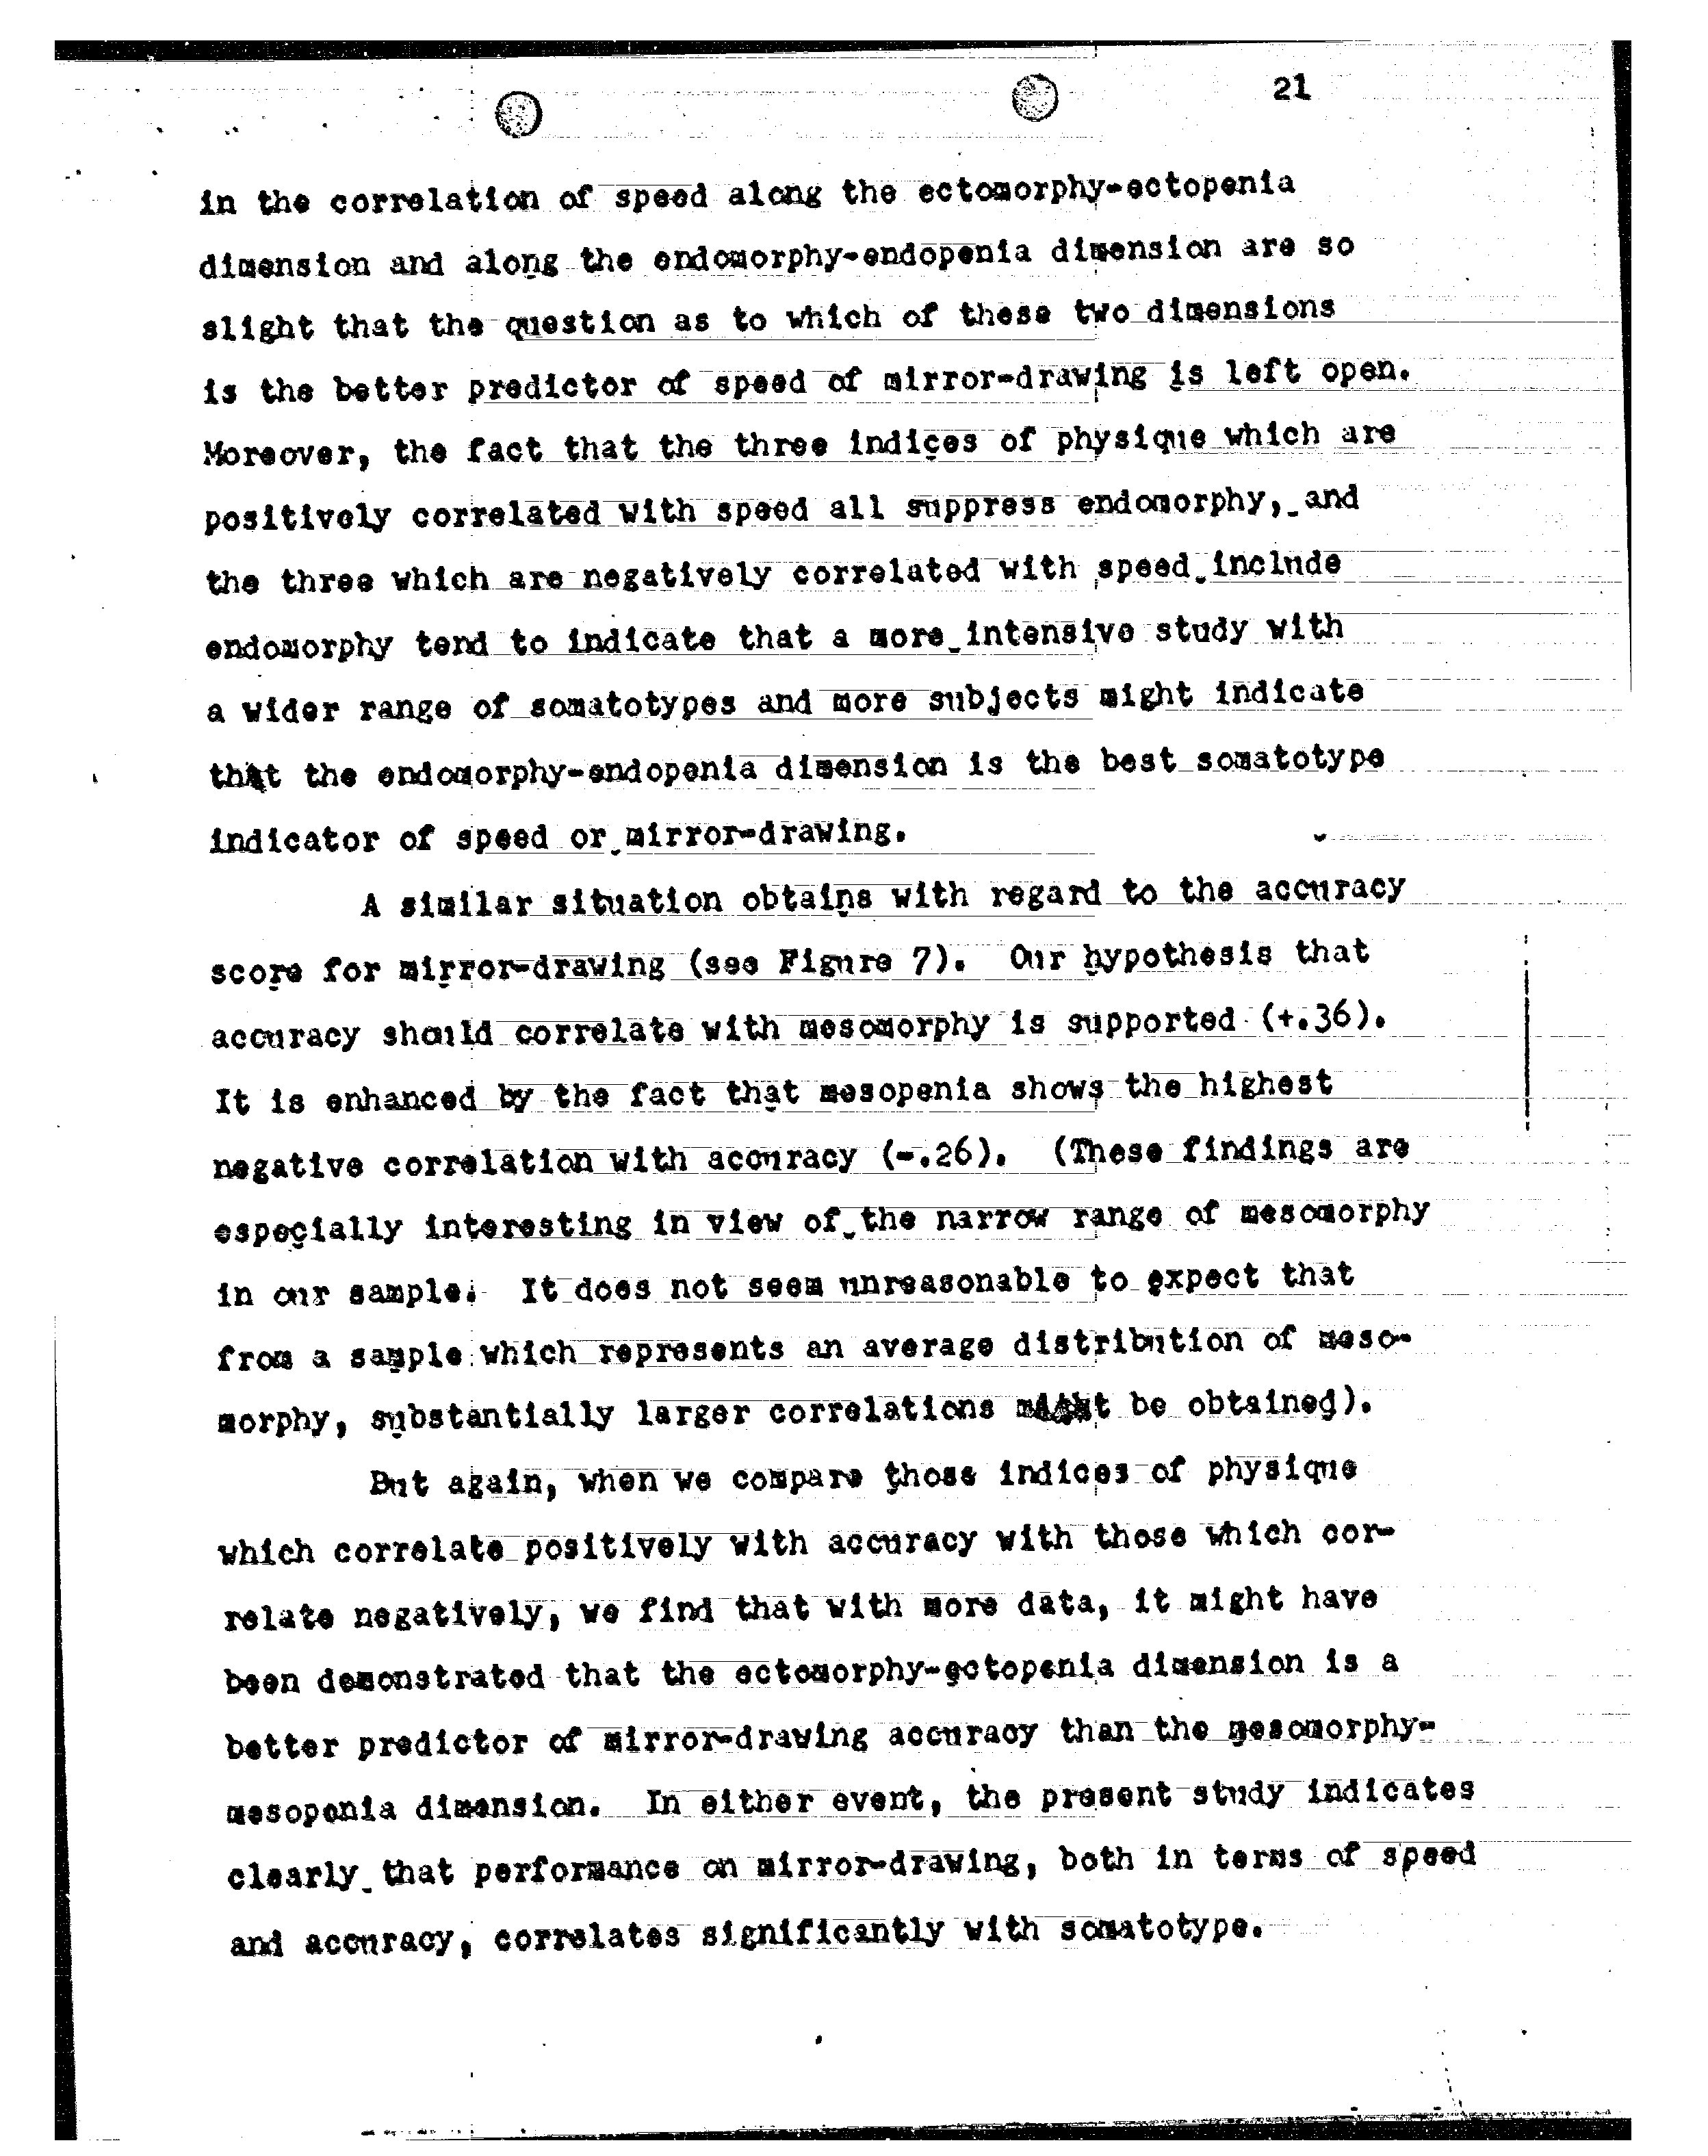 21
in the correlation of speed along the ectomorphy-ectopenia
dimension and along the endomorphy-endopenia dimension are so
slight that the question as to which of these two dimensions
is the better predictor of speed of mirror-drawing is left open.
Moreover, the fact that the three indices of physique which are
positively correlated with speed all suppress endomorphy, and
the three which are negatively correlated with speed include
endomorphy tend to indicate that a more intensive study with
a wider range of somatotypes and more subjects might indicate
that the endomorphy-endopenia dimension is the best somatotype
indicator of speed or mirror-drawing.
A similar situation obtains with regard to the accuracy
score for mirror-drawing (see Figure 7). Our hypothesis that
accuracy should correlate with mesomorphy is supported (+.36).
It is enhanced by the fact that mesopenia shows the highest
negative correlation with accuracy (-.26). (These findings are
especially interesting in view of the narrow range of mesomorphy
in our sample. It does not seem unreasonable to expect that
from a sample which represents an average distribution of meso-
morphy, substantially larger correlations might be obtained).
But again, when we compare those indices of physique
which correlate positively with accuracy with those which cor-
relate negatively, we find that with more data, it might have
been demonstrated that the ectomorphy-ectopenia dimension is a
better predictor of mirror-drawing accuracy than the mesomorphy-
mesopenia dimension. In either event, the present study indicates
clearly that performance on mirror-drawing, both in terms of speed
and accuracy, correlates significantly with somatotype.